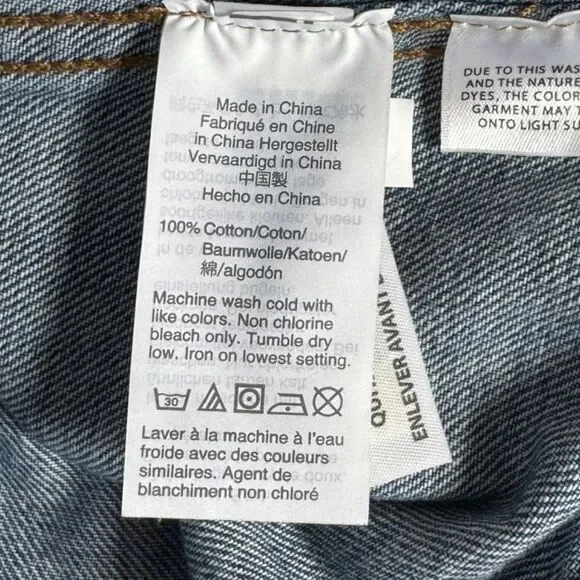 Made in China
Fabriqué en Chine
in China Hergestellt
Vervaardigd in China
中国製
Hecho en China
100% Cotton/Coton/
Baumwolle/Katoen/
綿/algodón
Machine wash cold with
like colors. Non chlorine
bleach only. Tumble dry
low. Iron on lowest setting.
30
Laver à la machine à l'eau
froide avec des couleurs
similaires. Agent de
blanchiment non chloré
DUE TO THIS WAS
AND THE NATURE
DYES, THE COLOR
GARMENT MAY T
ONTO LIGHT SU
ENLEVER AVANT